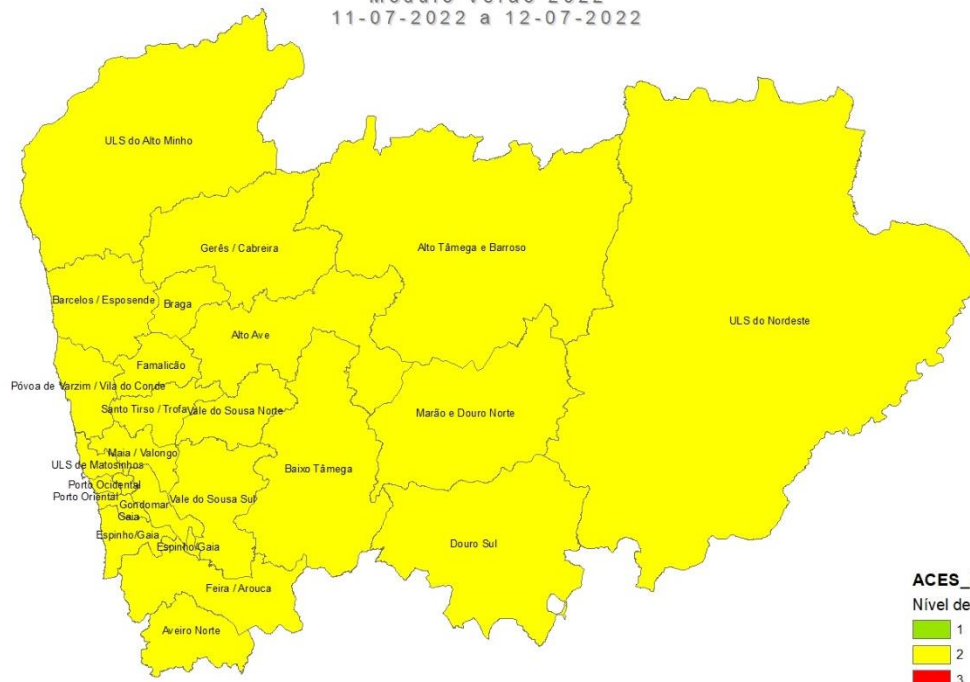 Módulo Verão 2022
11-07-2022 a 12-07-2022
ULS do Alto Minho
Gerês / Cabreira
Alto Tâmega e Barroso
Barcelos / Esposende
Braga
ULS do Nordeste
Alto Ave
Famalicão
Póvoa de Varzim / Vila do Conde
Santo Tirso / Trofa
Vale do Sousa Norte
Marão e Douro Norte
Maia / Valongo
ULS de Matosinhos
Baixo Tâmega
Porto Ocidental
Porto Oriental
Vale do Sousa Sul
Gondomar
Gaia
Espinho/Gaia
Espinho/Gaia
Douro Sul
Feira / Arouca
Aveiro Norte
ACES_
Nível de
1
2
3